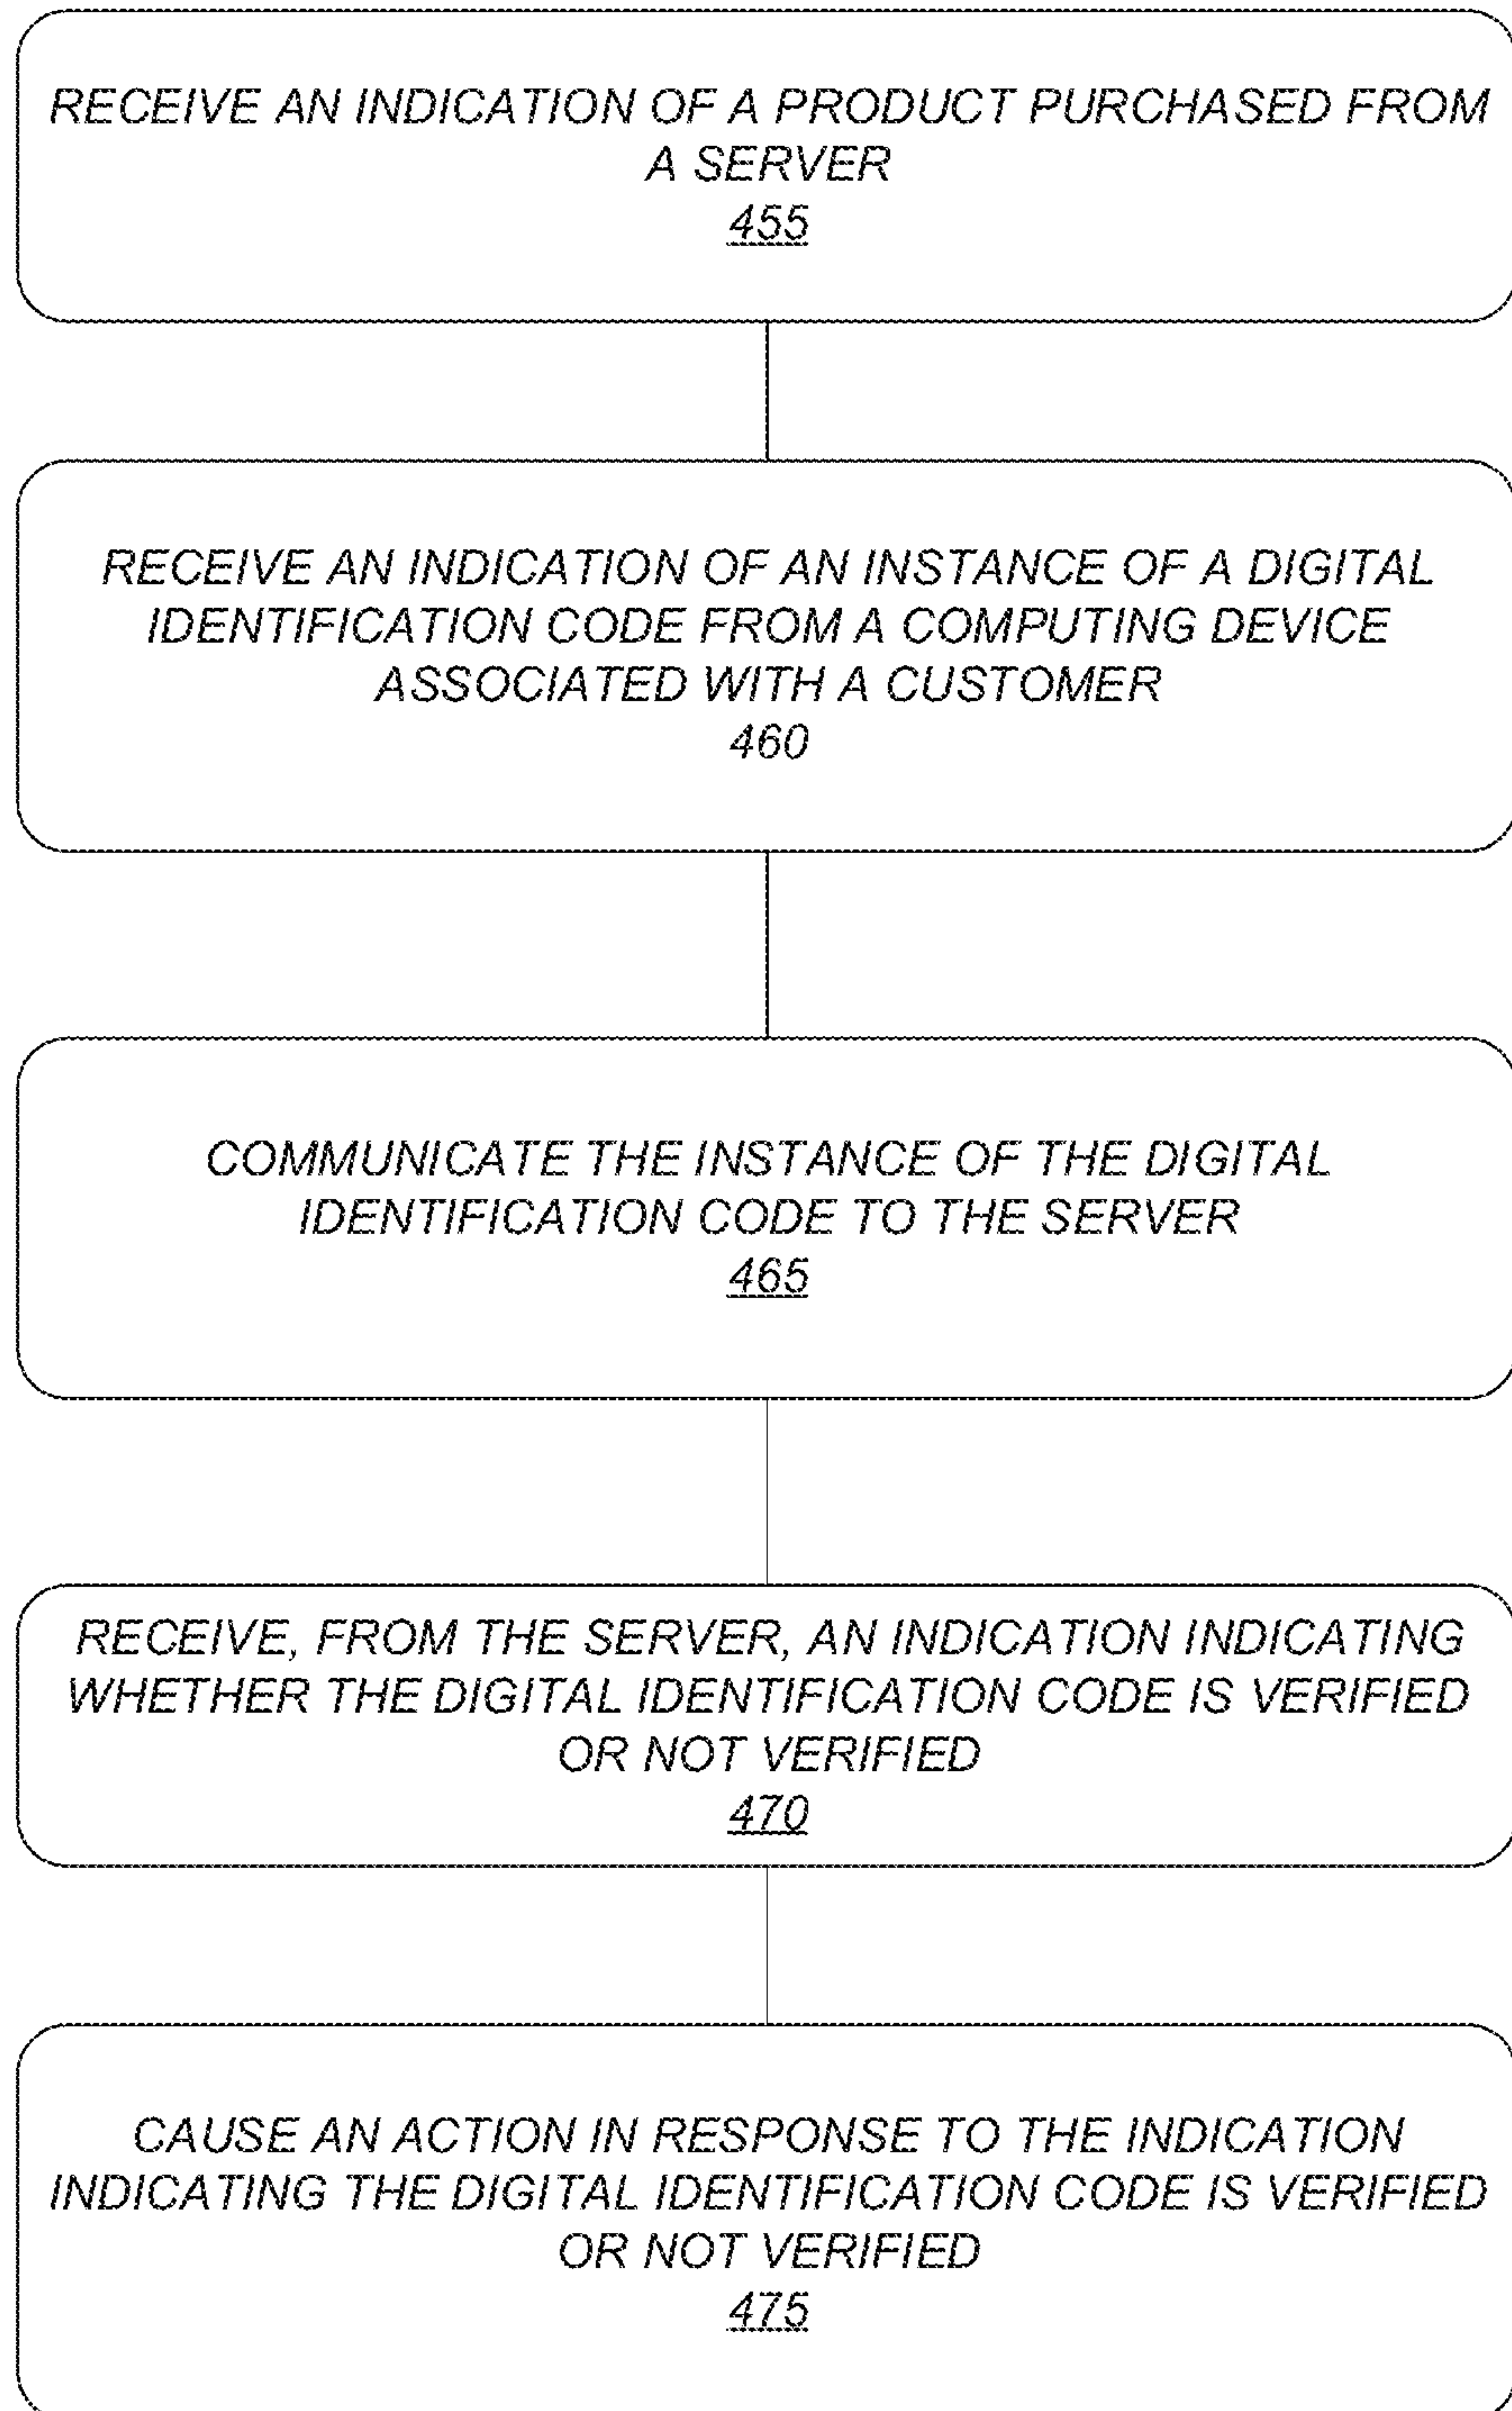 RECEIVE AN INDICATION OF A PRODUCT PURCHASED FROM
A SERVER
455
RECEIVE AN INDICATION OF AN INSTANCE OF A DIGITAL
IDENTIFICATION CODE FROM A COMPUTING DEVICE
ASSOCIATED WITH A CUSTOMER
460
COMMUNICATE THE INSTANCE OF THE DIGITAL
IDENTIFICATION CODE TO THE SERVER
465
RECEIVE, FROM THE SERVER, AN INDICATION INDICATING
WHETHER THE DIGITAL IDENTIFICATION CODE IS VERIFIED
OR NOT VERIFIED
470
CAUSE AN ACTION IN RESPONSE TO THE INDICATION
INDICATING THE DIGITAL IDENTIFICATION CODE IS VERIFIED
OR NOT VERIFIED
475